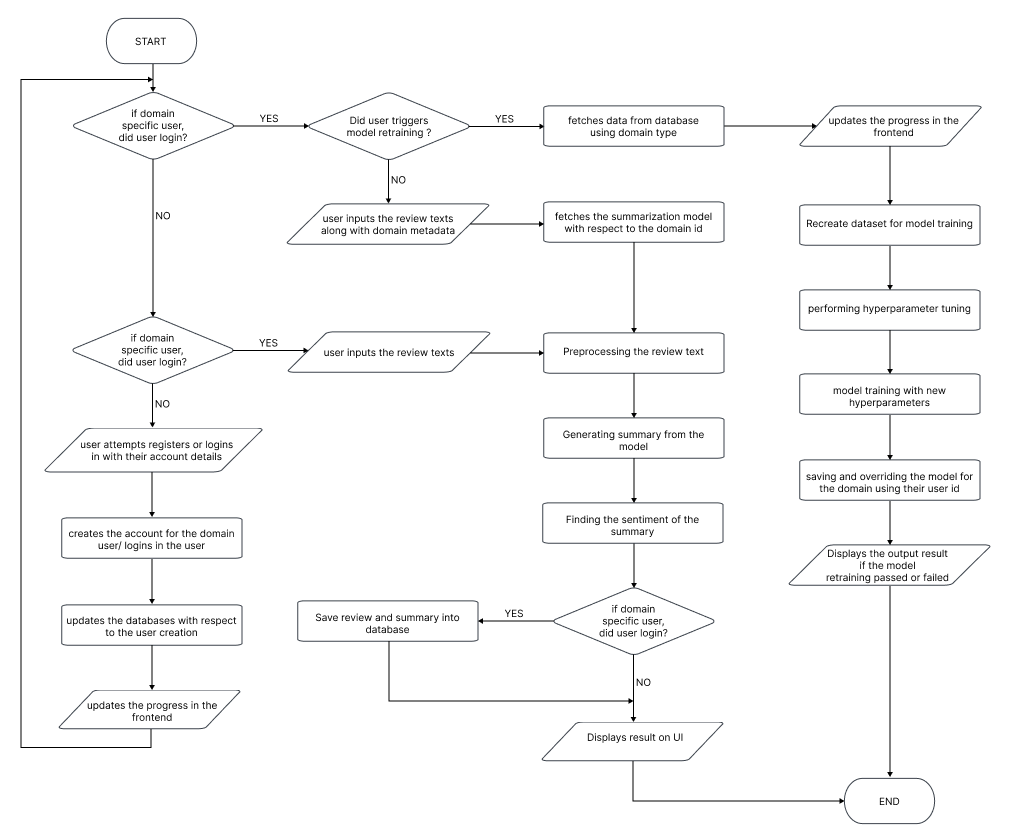 START
if domain
specific user,
did user login?
YES
Did user triggers
model retraining ?
YES
fetches data from database
using domain type
updates the progress in the
frontend
NO
NO
user inputs the review texts
along with domain metadata
fetches the summarization model
with respect to the domain id
Recreate dataset for model training
performing hyperparameter tuning
if domain
specific user,
did user login?
YES
user inputs the review texts
Preprocessing the review text
model training with new
hyperparameters
NO
user attempts registers or logins
in with their account details
Generating summary from the
model
saving and overriding the model for
the domain using their user id
creates the account for the domain
user/ logins in the user
Finding the sentiment of the
summary
Displays the output result
if the model
retraining passed or failed
updates the databases with respect
to the user creation
Save review and summary into
database
YES
if domain
specific user,
did user login?
NO
updates the progress in the
frontend
Displays result on UI
END